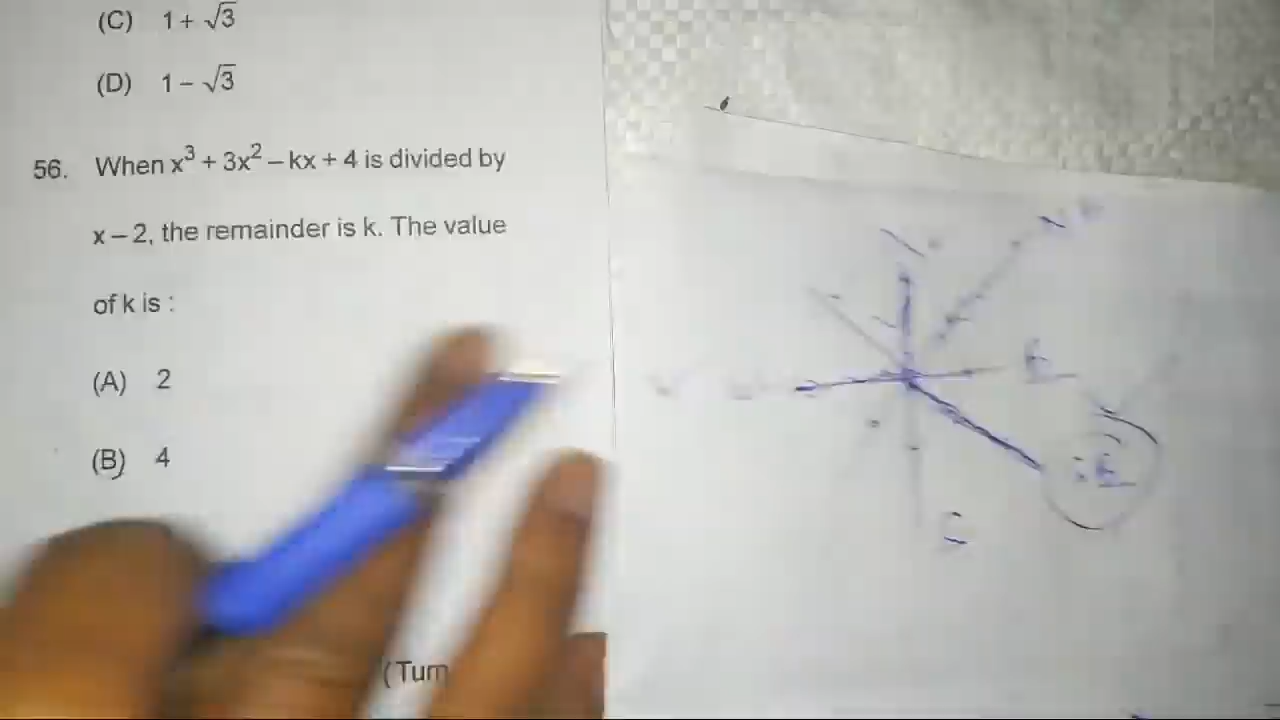 (C) 1 + √3
(D) 1 – √3
56. When x³ + 3x² – kx + 4 is divided by
x – 2, the remainder is k. The value
of k is :
(A) 2
(B) 4
(Turn